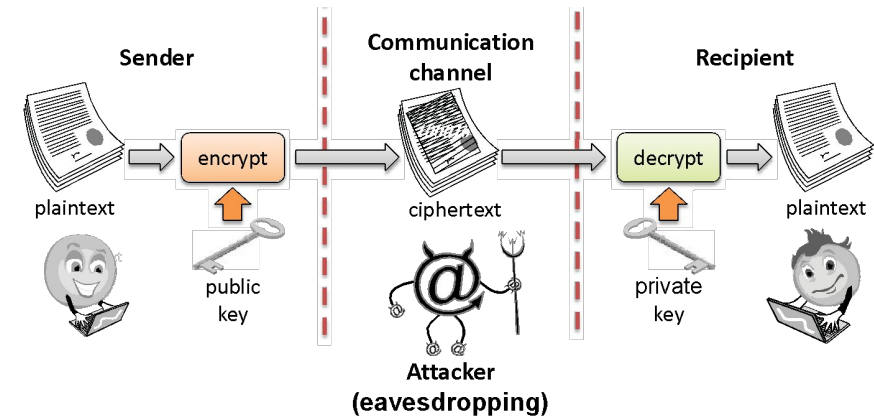 Sender
Communication
channel
Recipient
encrypt
decrypt
plaintext
ciphertext
plaintext
public
key
private
key
@
Attacker
(eavesdropping)